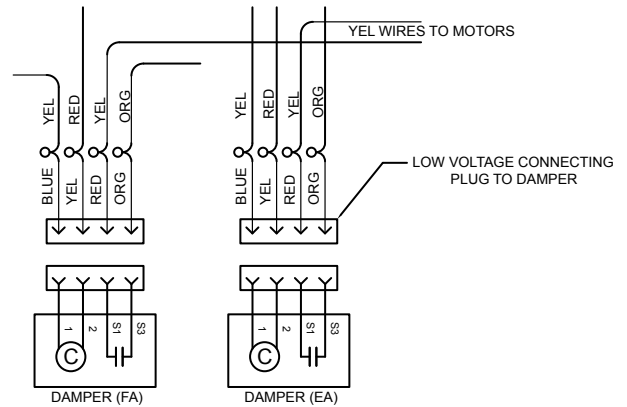 YEL WIRES TO MOTORS
YEL
RED
YEL
ORG
YEL
RED
YEL
ORG
LOW VOLTAGE CONNECTING
PLUG TO DAMPER
BLUE
YEL
RED
ORG
BLUE
YEL
RED
ORG
1
2
S1
S3
1
2
S1
S3
C
C
DAMPER (FA)
DAMPER (EA)